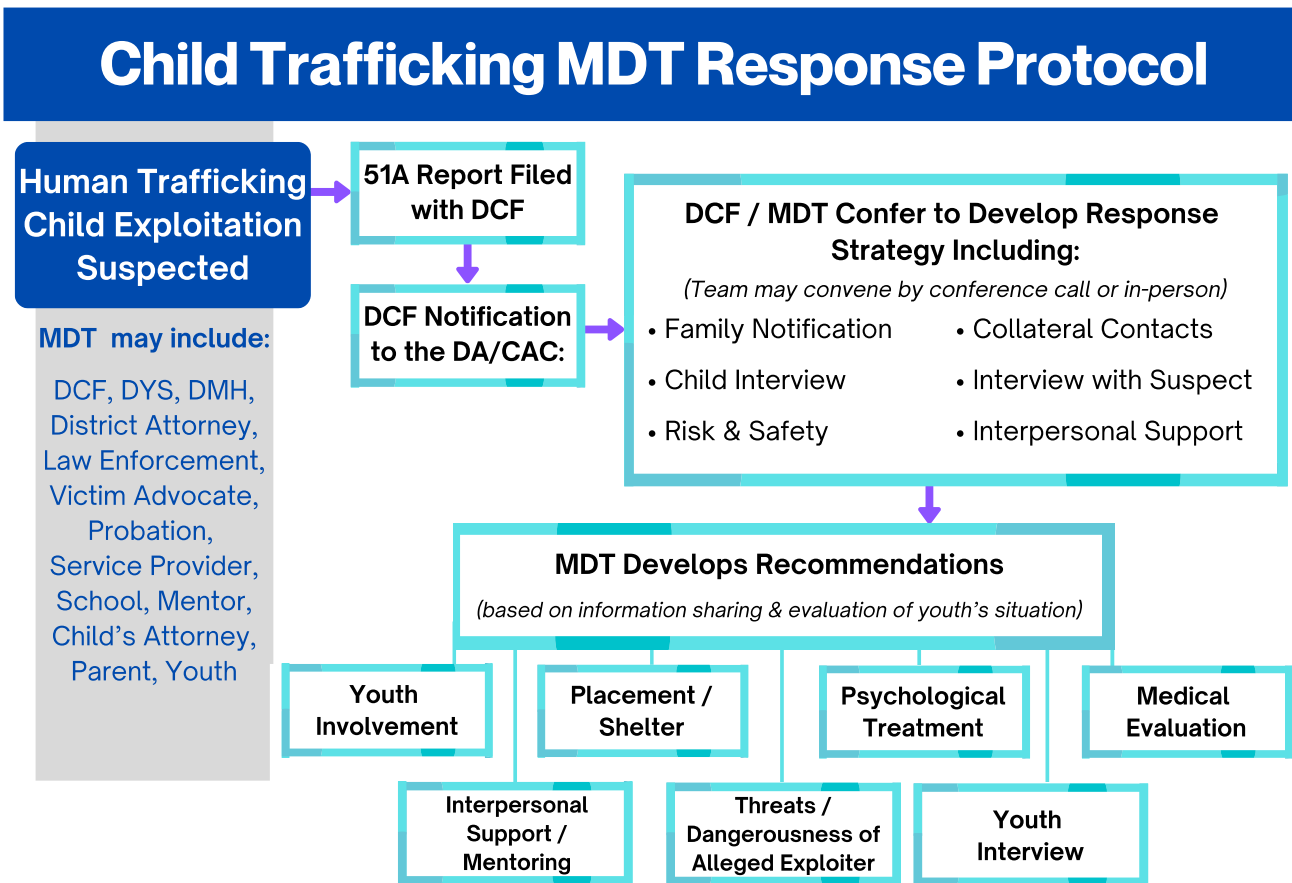 Child Trafficking MDT Response Protocol
Human Trafficking
Child Exploitation
Suspected
MDT may include:
DCF, DYS, DMH,
District Attorney,
Law Enforcement,
Victim Advocate,
Probation,
Service Provider,
School, Mentor,
Child's Attorney,
Parent, Youth
51A Report Filed
with DCF
DCF Notification
to the DA/CAC:
DCF / MDT Confer to Develop Response
Strategy Including:
(Team may convene by conference call or in-person)
• Family Notification
• Child Interview
• Risk & Safety
• Collateral Contacts
• Interview with Suspect
• Interpersonal Support
MDT Develops Recommendations
(based on information sharing & evaluation of youth's situation)
Youth
Involvement
Placement /
Shelter
Psychological
Treatment
Medical
Evaluation
Interpersonal
Support /
Mentoring
Threats /
Dangerousness of
Alleged Exploiter
Youth
Interview